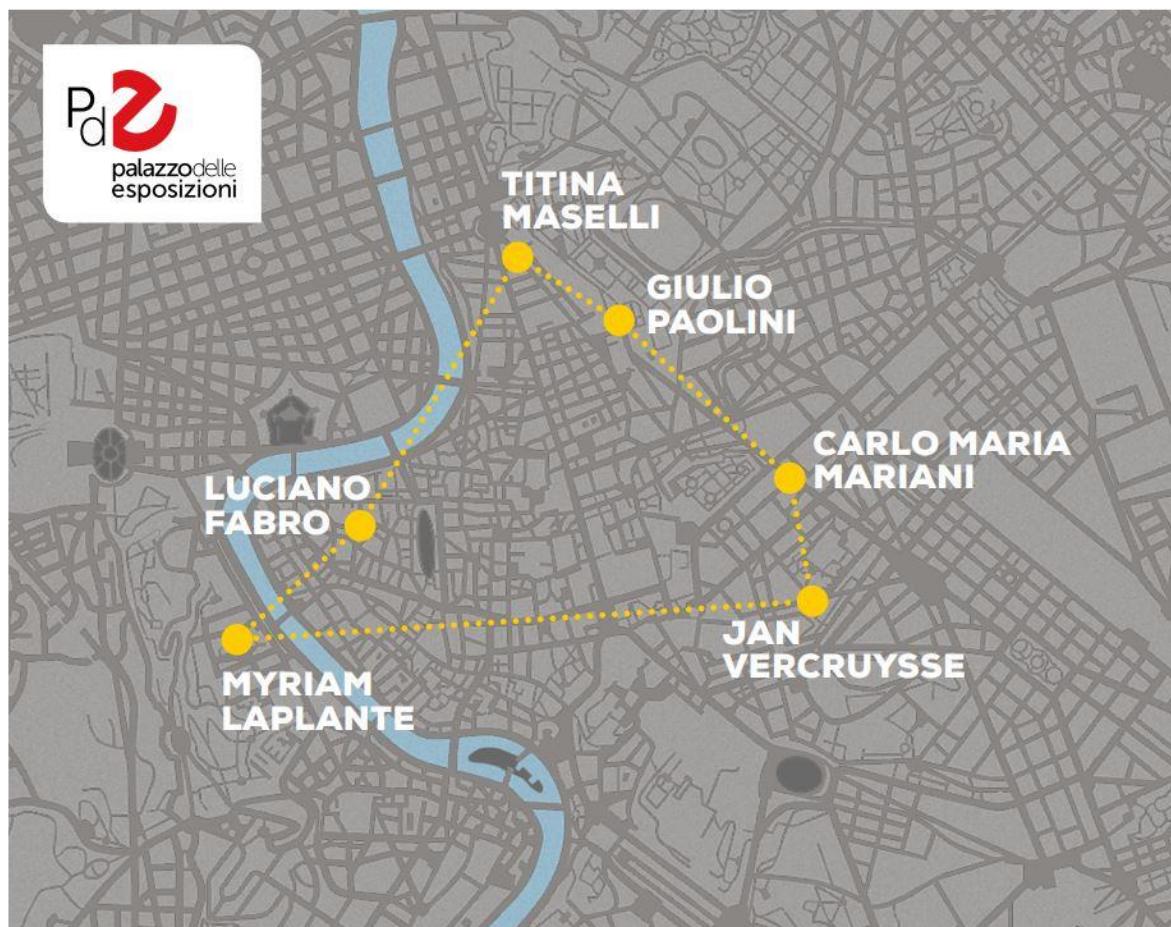 Pd
palazzodelle
esposizioni
TITINA
MASELLI
GIULIO
PAOLINI
CARLO MARIA
MARIANI
LUCIANO
FABRO
JAN
VERCRUYSSE
MYRIAM
LAPLANTE